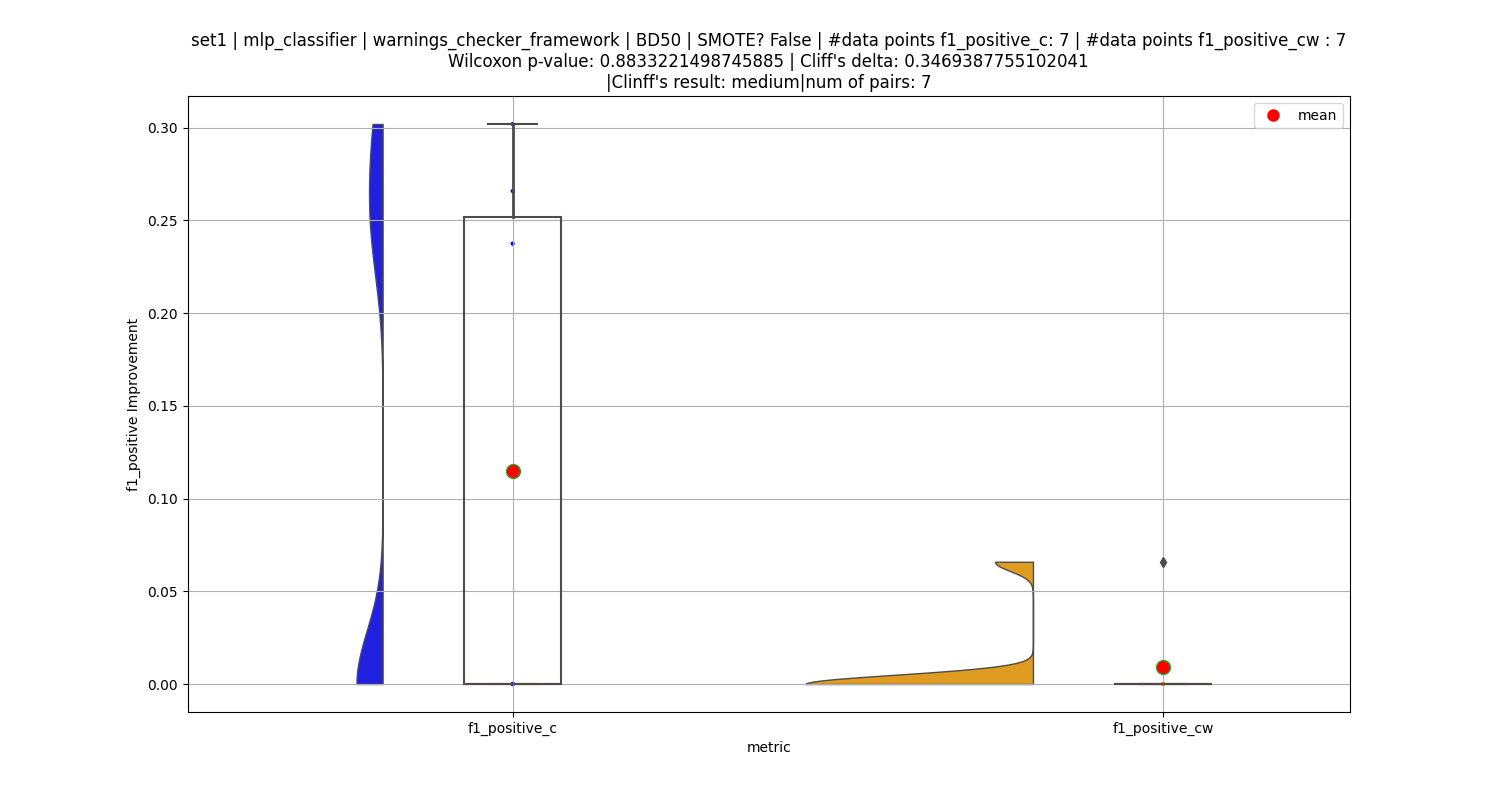 set1 | mlp_classifier | warnings_checker_framework | BD50 | SMOTE? False | #data points f1_positive_c: 7 | #data points f1_positive_cw : 7
Wilcoxon p-value: 0.8833221498745885 | Cliff's delta: 0.3469387755102041
|Clinff's result: medium|num of pairs: 7
mean
0.30
0.25
0.20
0.15
0.10
0.05
0.00
f1_positive Improvement
f1_positive_c
f1_positive_cw
metric